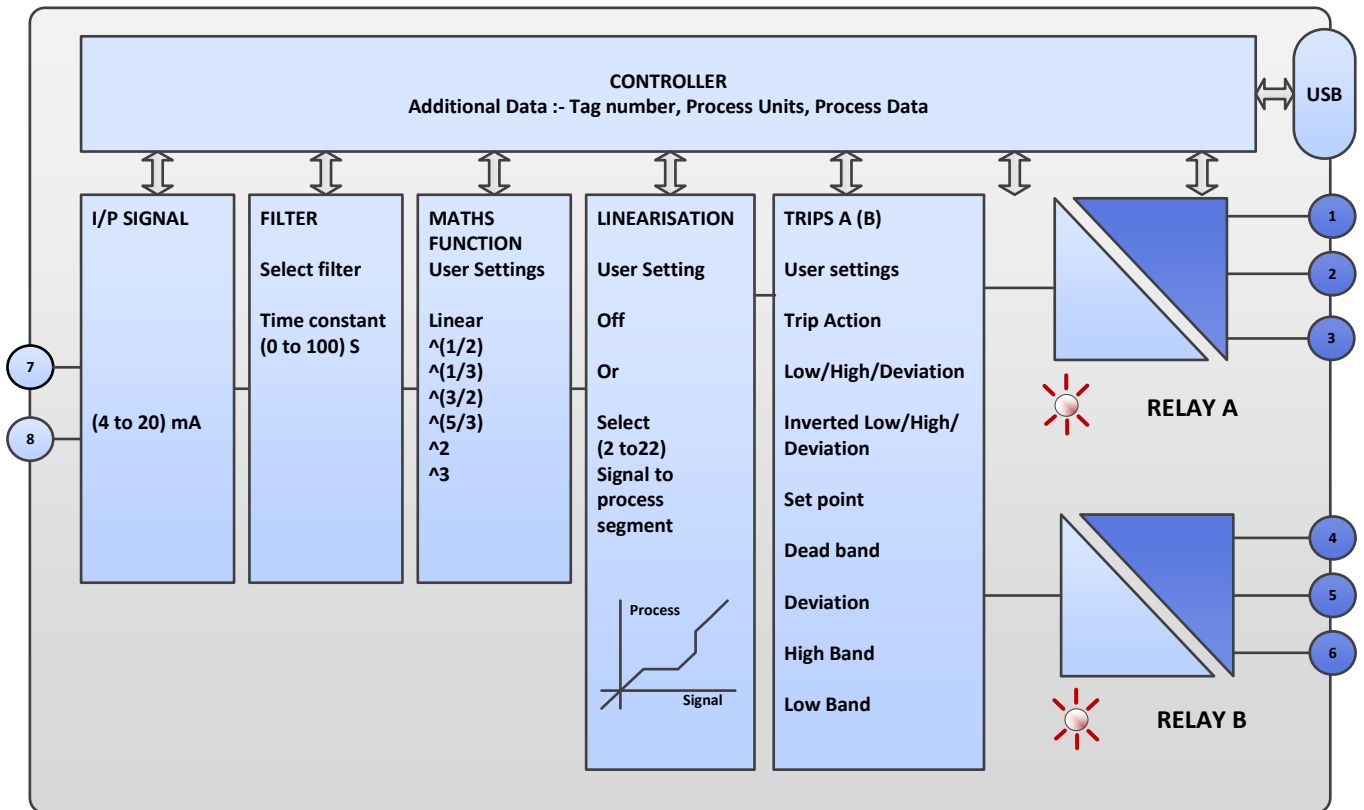 CONTROLLER
Additional Data :- Tag number, Process Units, Process Data
USB
I/P SIGNAL
(4 to 20) mA
7
8
FILTER
Select filter
Time constant
(0 to 100) S
MATHS
FUNCTION
User Settings
Linear
^(1/2)
^(1/3)
^(3/2)
^(5/3)
^2
^3
LINEARISATION
User Setting
Off
Or
Select
(2 to22)
Signal to
process
segment
Process
Signal
TRIPS A (B)
User settings
Trip Action
Low/High/Deviation
Inverted Low/High/
Deviation
Set point
Dead band
Deviation
High Band
Low Band
1
2
3
RELAY A
4
5
6
RELAY B